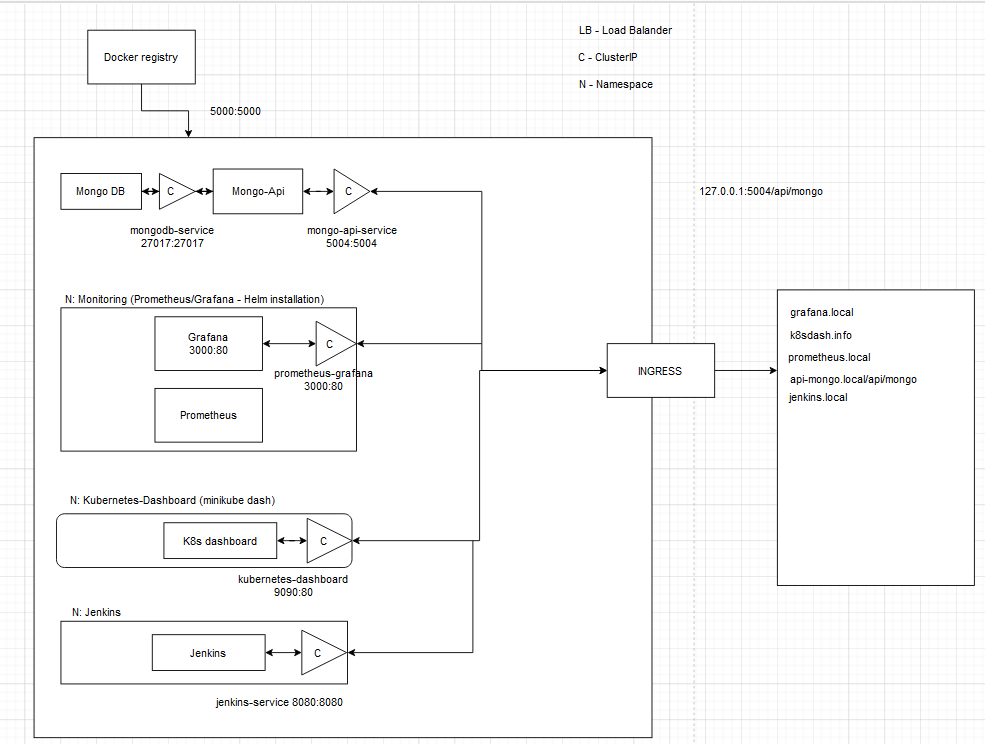 LB - Load Balander
Docker registry
C - ClusterIP
N - Namespace
5000:5000
Mongo DB
C
Mongo-Api
C
127.0.0.1:5004/api/mongo
mongodb-service
27017:27017
mongo-api-service
5004:5004
N: Monitoring (Prometheus/Grafana - Helm installation)
Grafana
3000:80
C
prometheus-grafana
3000:80
Prometheus
INGRESS
grafana.local
k8sdash.info
prometheus.local
api-mongo.local/api/mongo
jenkins.local
N: Kubernetes-Dashboard (minikube dash)
K8s dashboard
C
kubernetes-dashboard
9090:80
N: Jenkins
Jenkins
C
jenkins-service 8080:8080